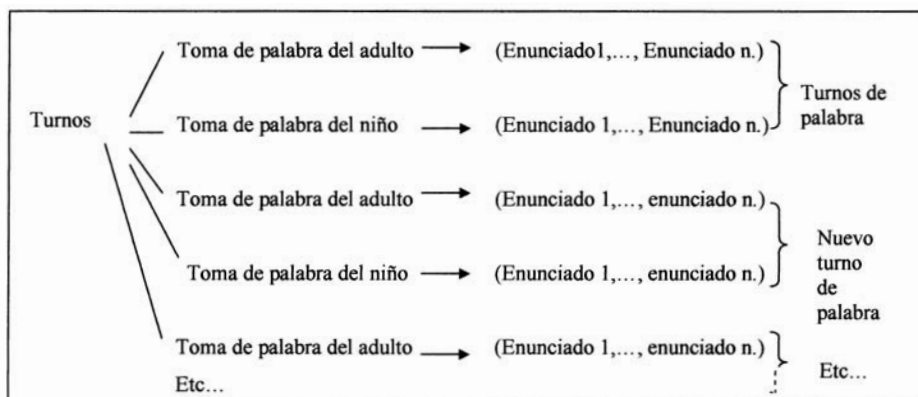 Toma de palabra del adulto (Enunciado1,..., Enunciado n.)
Turnos de
palabra
Turnos Toma de palabra del niño (Enunciado 1,..., Enunciado n.)
Toma de palabra del adulto (Enunciado 1,..., enunciado n.)
Nuevo
turno
de
palabra
Toma de palabra del niño (Enunciado 1,..., enunciado n.)
Toma de palabra del adulto (Enunciado 1,..., enunciado n.)
Etc...
Etc...